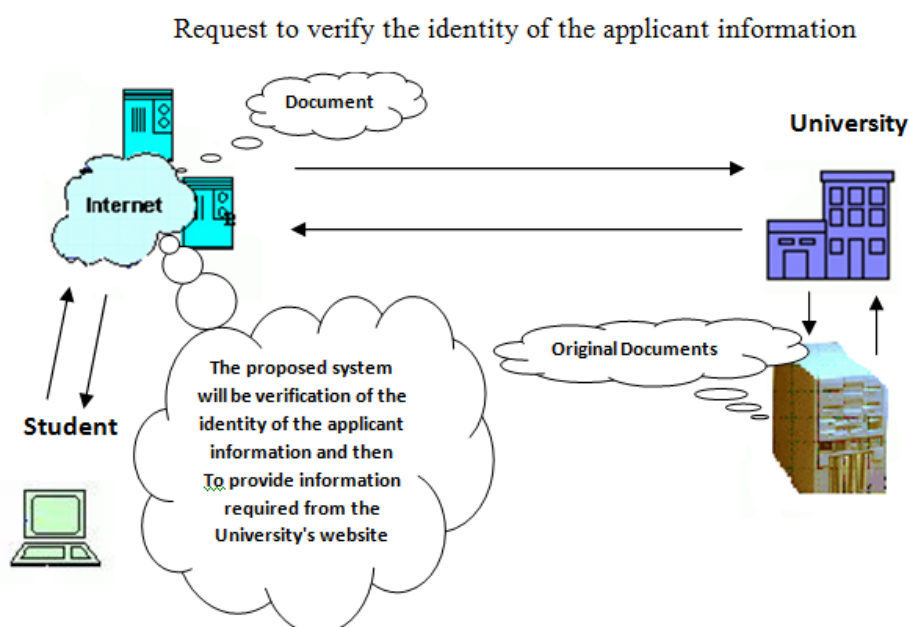 Request to verify the identity of the applicant information
Document
University
Internet
Original Documents
The proposed system
will be verification of the
identity of the applicant
information and then
To provide information
required from the
University's website
Student